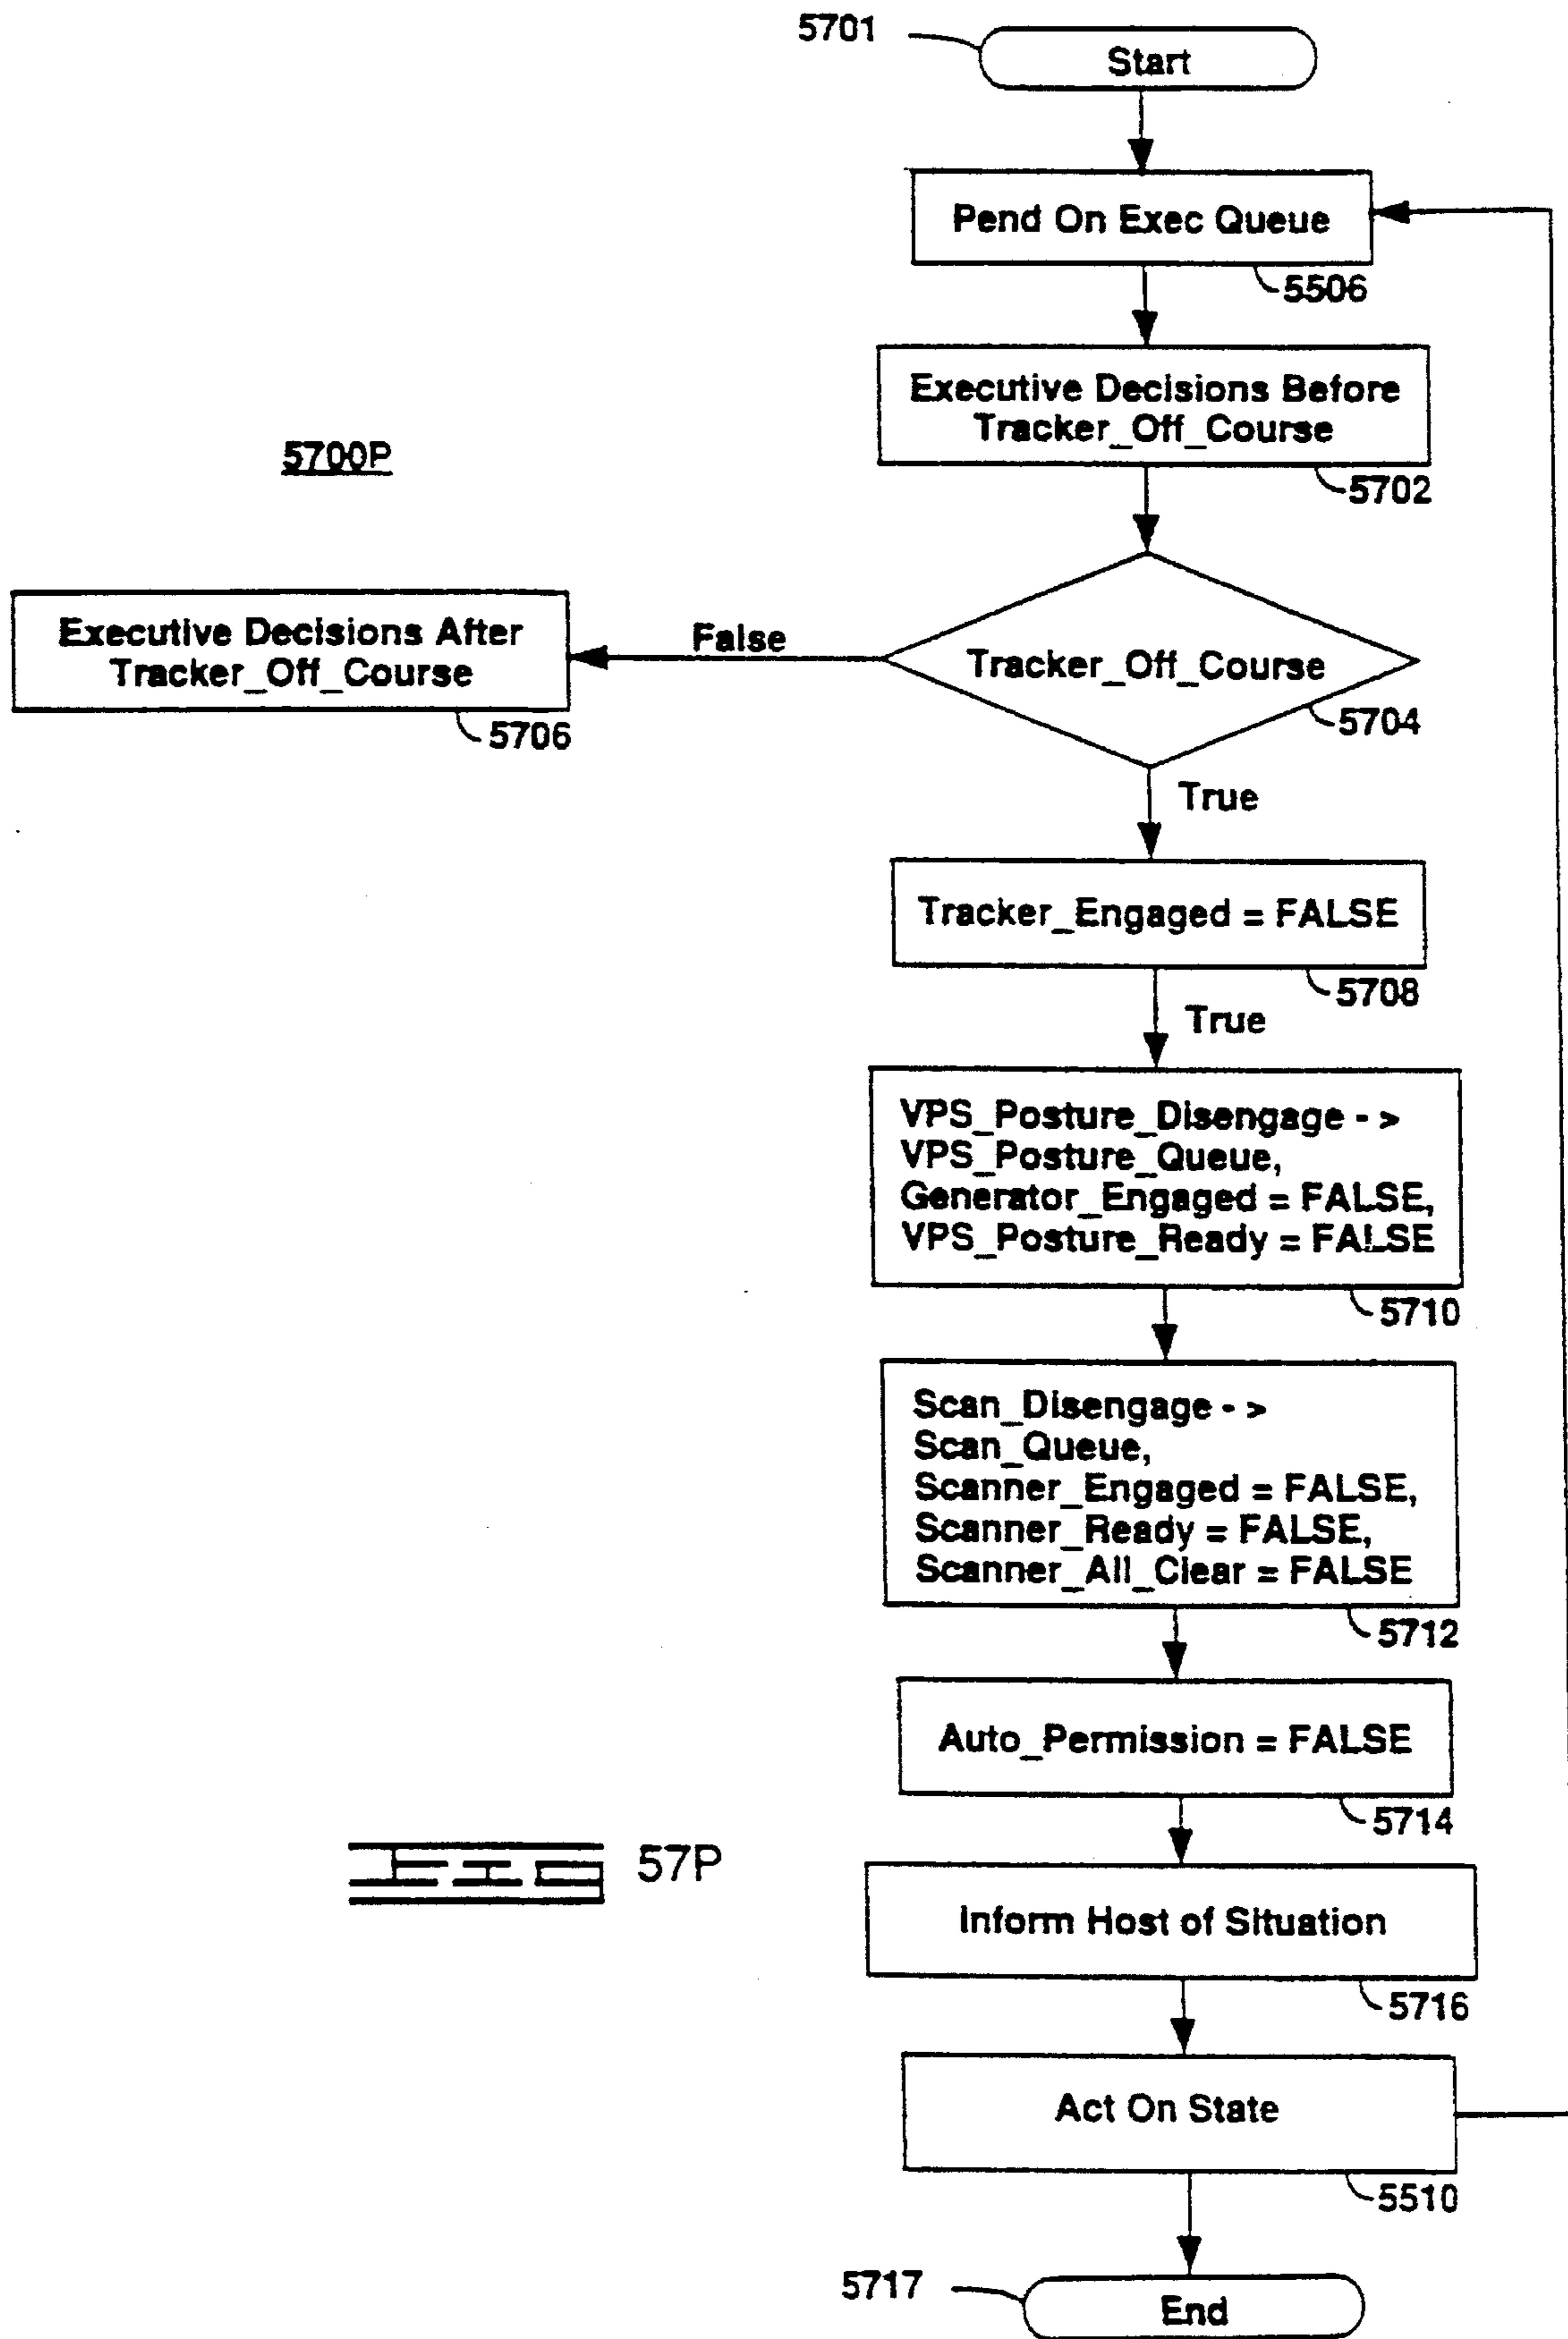 5701
Start
Pend On Exec Queue
5506
Executive Decisions Before
Tracker_Off_Course
5702
5700P
Executive Decisions After
Tracker_Off_Course
5706
False
Tracker_Off_Course
5704
True
Tracker_Engaged = FALSE
5708
True
VPS_Posture_Disengage - >
VPS_Posture_Queue,
Generator_Engaged = FALSE,
VPS_Posture_Ready = FALSE
5710
Scan_Disengage - >
Scan_Queue,
Scanner_Engaged = FALSE,
Scanner_Ready = FALSE,
Scanner_All_Clear = FALSE
5712
Auto_Permission = FALSE
5714
FIG 57P
Inform Host of Situation
5716
Act On State
5510
5717
End